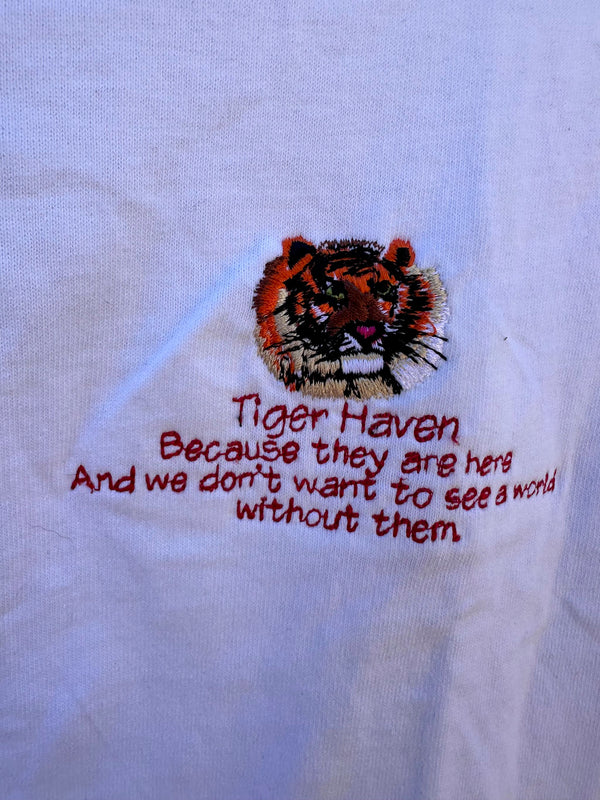 Tiger Haven
Because they are here
And we don't want to see a world
without them